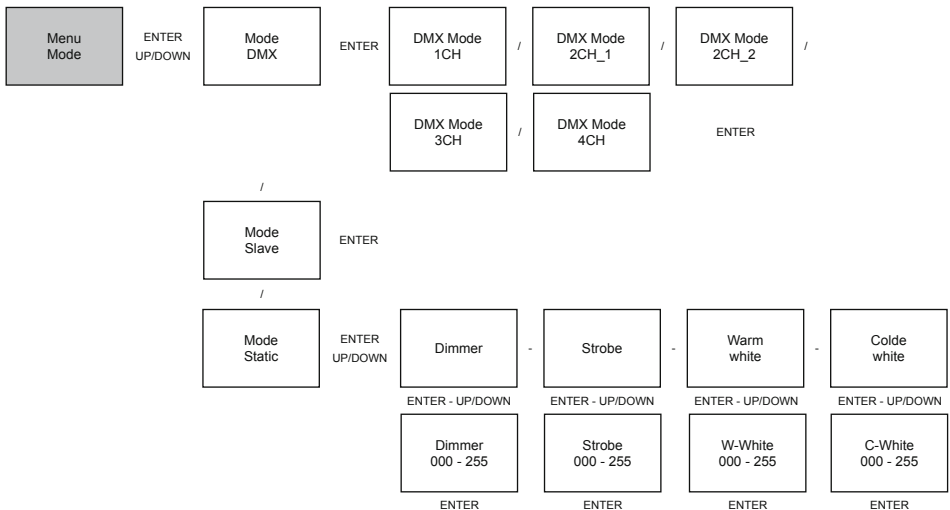 Menu
Mode
ENTER
UP/DOWN
Mode
DMX
ENTER
DMX Mode
1CH
/
DMX Mode
2CH_1
/
DMX Mode
2CH_2
/
DMX Mode
3CH
/
DMX Mode
4CH
ENTER
/
Mode
Slave
ENTER
/
Mode
Static
ENTER
UP/DOWN
Dimmer
-
Strobe
-
Warm
white
-
Colde
white
ENTER - UP/DOWN
ENTER - UP/DOWN
ENTER - UP/DOWN
ENTER - UP/DOWN
Dimmer
000 - 255
Strobe
000 - 255
W-White
000 - 255
C-White
000 - 255
ENTER
ENTER
ENTER
ENTER